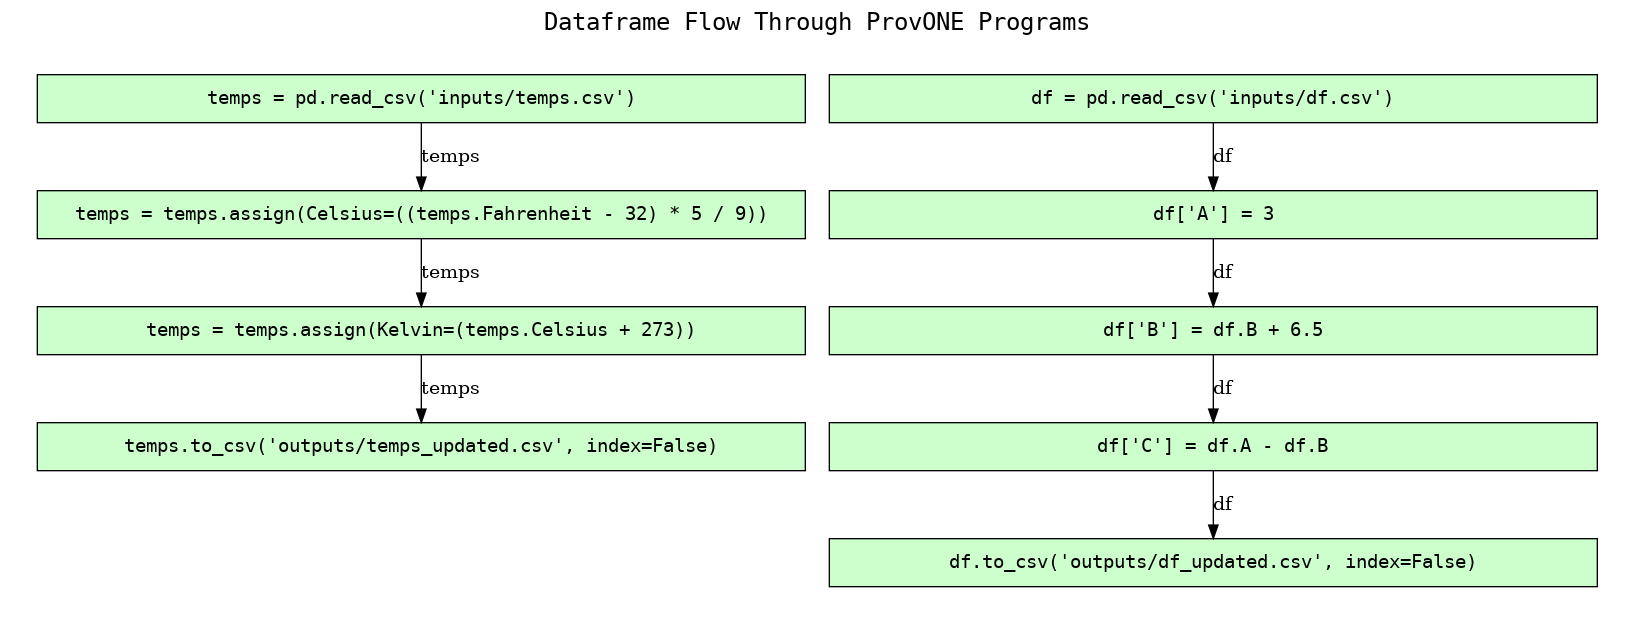 Dataframe Flow Through ProvONE Programs
temps = pd.read_csv('inputs/temps.csv')
temps
temps = temps.assign(Celsius=((temps.Fahrenheit - 32) * 5 / 9))
temps
temps = temps.assign(Kelvin=(temps.Celsius + 273))
temps
temps.to_csv('outputs/temps_updated.csv', index=False)
df = pd.read_csv('inputs/df.csv')
df
df['A'] = 3
df
df['B'] = df.B + 6.5
df
df['C'] = df.A - df.B
df
df.to_csv('outputs/df_updated.csv', index=False)